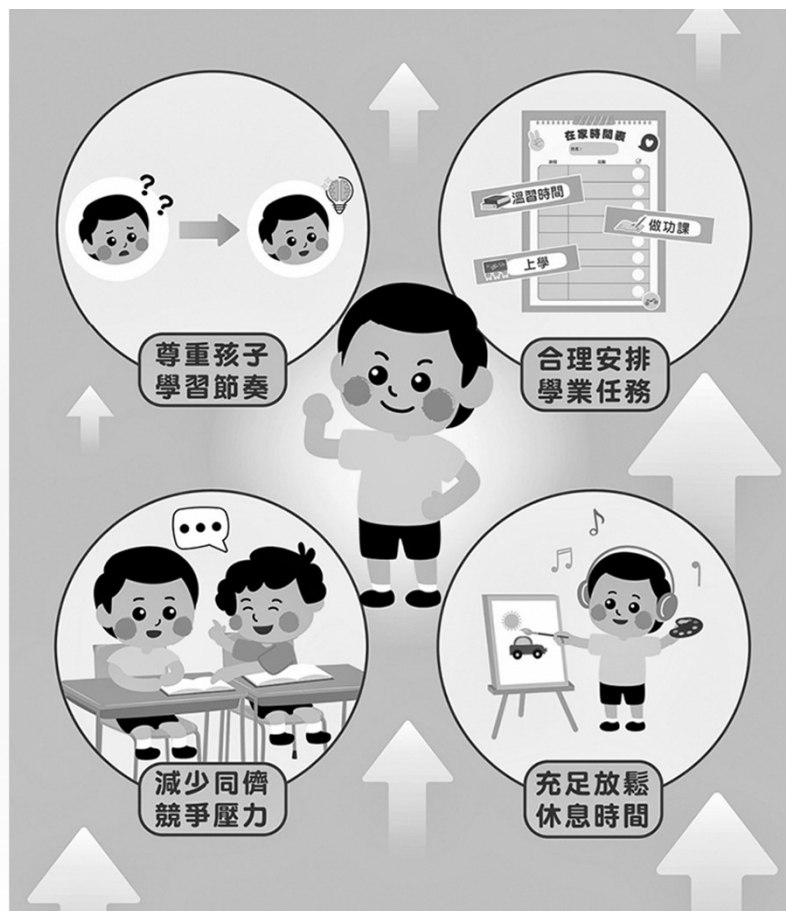 尊重孩子
學習節奏
在家時間表
溫習時間
做功課
上學
合理安排
學業任務
減少同儕
競爭壓力
充足放鬆
休息時間